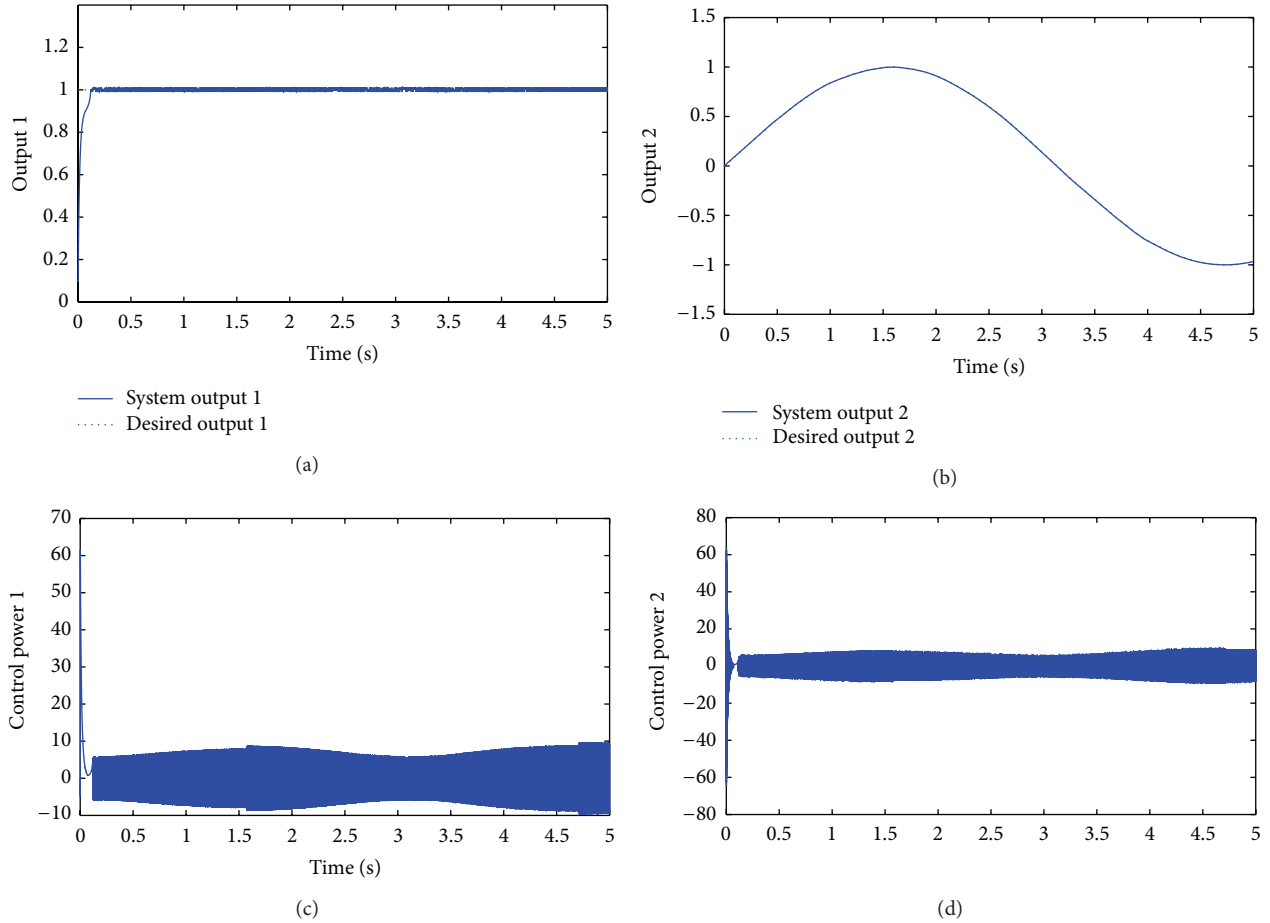 1.2
1
0.8
0.6
0.4
0.2
0
Output 1
0.5 1 1.5 2 2.5 3 3.5 4 4.5 5
Time (s)
System output 1
Desired output 1
(a)
1.5
1
0.5
0
−0.5
−1
−1.5
Output 2
0 0.5 1 1.5 2 2.5 3 3.5 4 4.5 5
Time (s)
System output 2
Desired output 2
(b)
70
60
50
40
30
20
10
0
−10
Control power 1
0 0.5 1 1.5 2 2.5 3 3.5 4 4.5 5
Time (s)
(c)
80
60
40
20
0
−20
−40
−60
−80
Control power 2
0 0.5 1 1.5 2 2.5 3 3.5 4 4.5 5
(d)